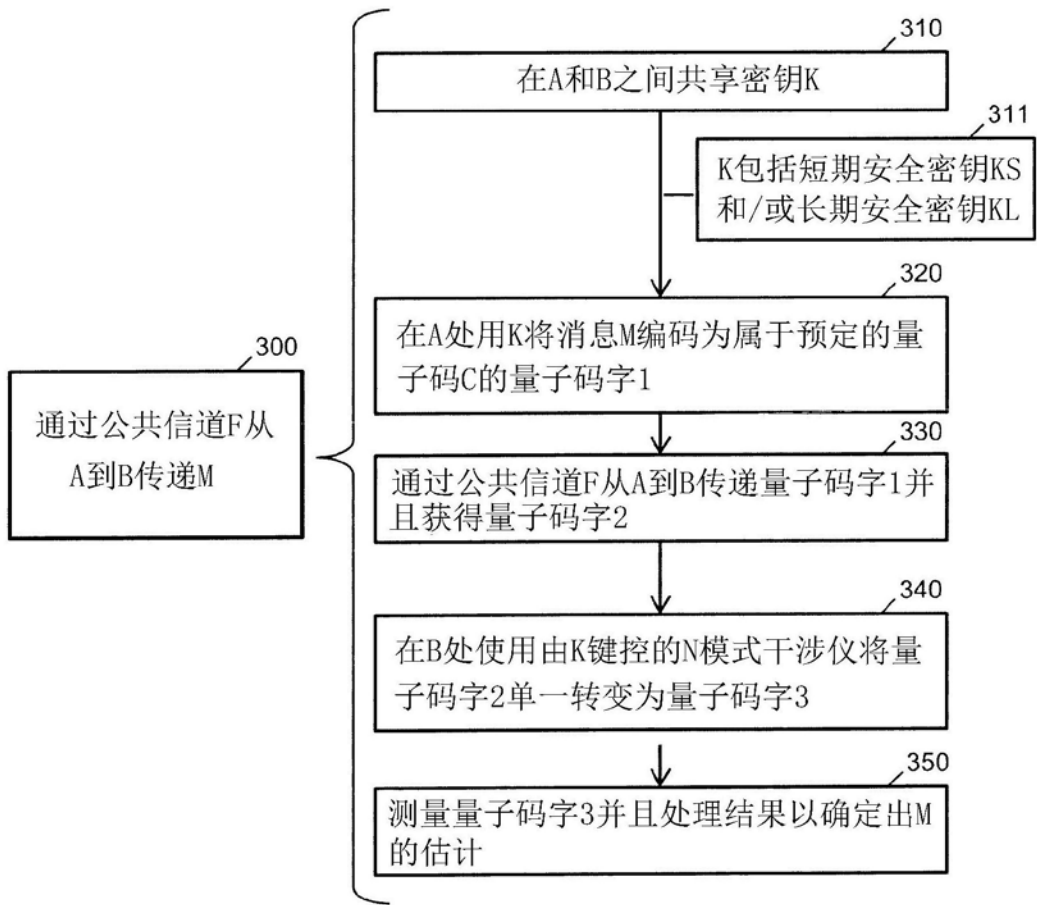 300
通过公共信道F从
A到B传递M
310
在A和B之间共享密钥K
311
K包括短期安全密钥KS
和/或长期安全密钥KL
320
在A处用K将消息M编码为属于预定的量
子码C的量子码字1
330
通过公共信道F从A到B传递量子码字1并
且获得量子码字2
340
在B处使用由K键控的N模式干涉仪将量
子码字2单一转变为量子码字3
350
测量量子码字3并且处理结果以确定出M
的估计